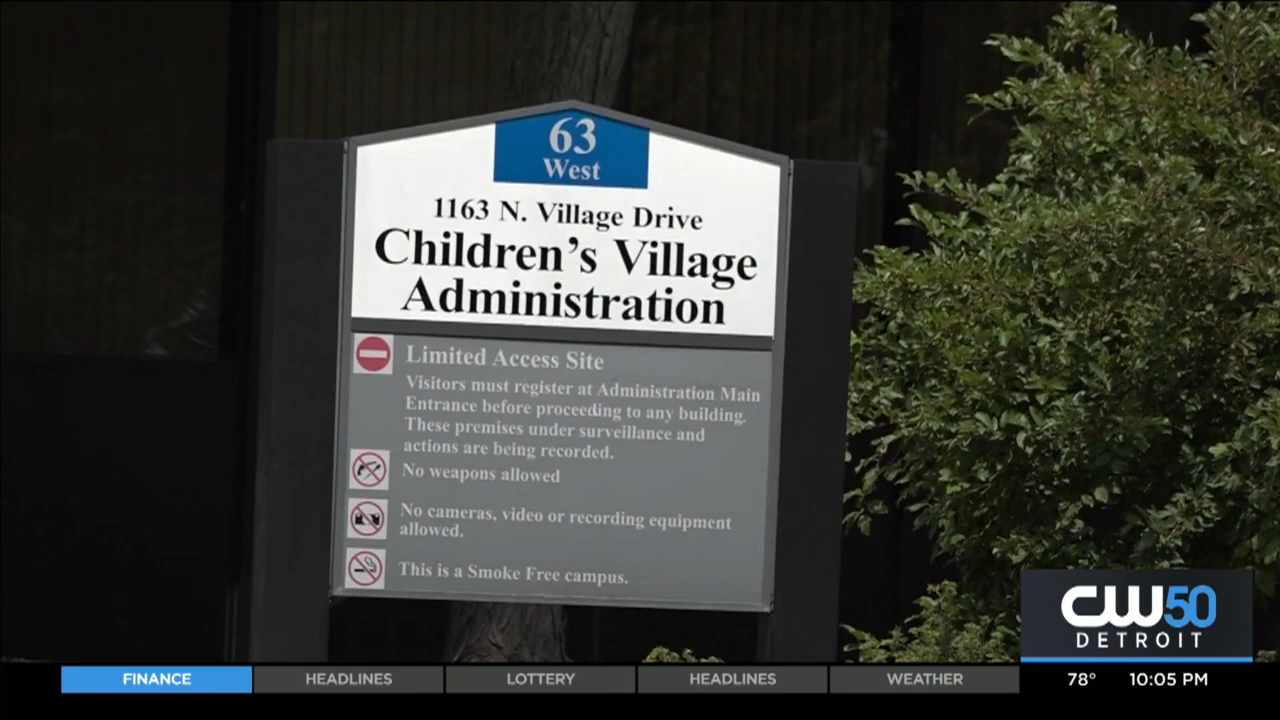 63
West
1163 N. Village Drive
Children's Village
Administration
Limited Access Site
Visitors must register at Administration Main
Entrance before proceeding to any building.
These premises under surveillance and
actions are being recorded.
No weapons allowed
No cameras, video or recording equipment
allowed.
This is a Smoke Free campus.
CW50
DETROIT
FINANCE HEADLINES LOTTERY HEADLINES WEATHER 78° 10:05 PM